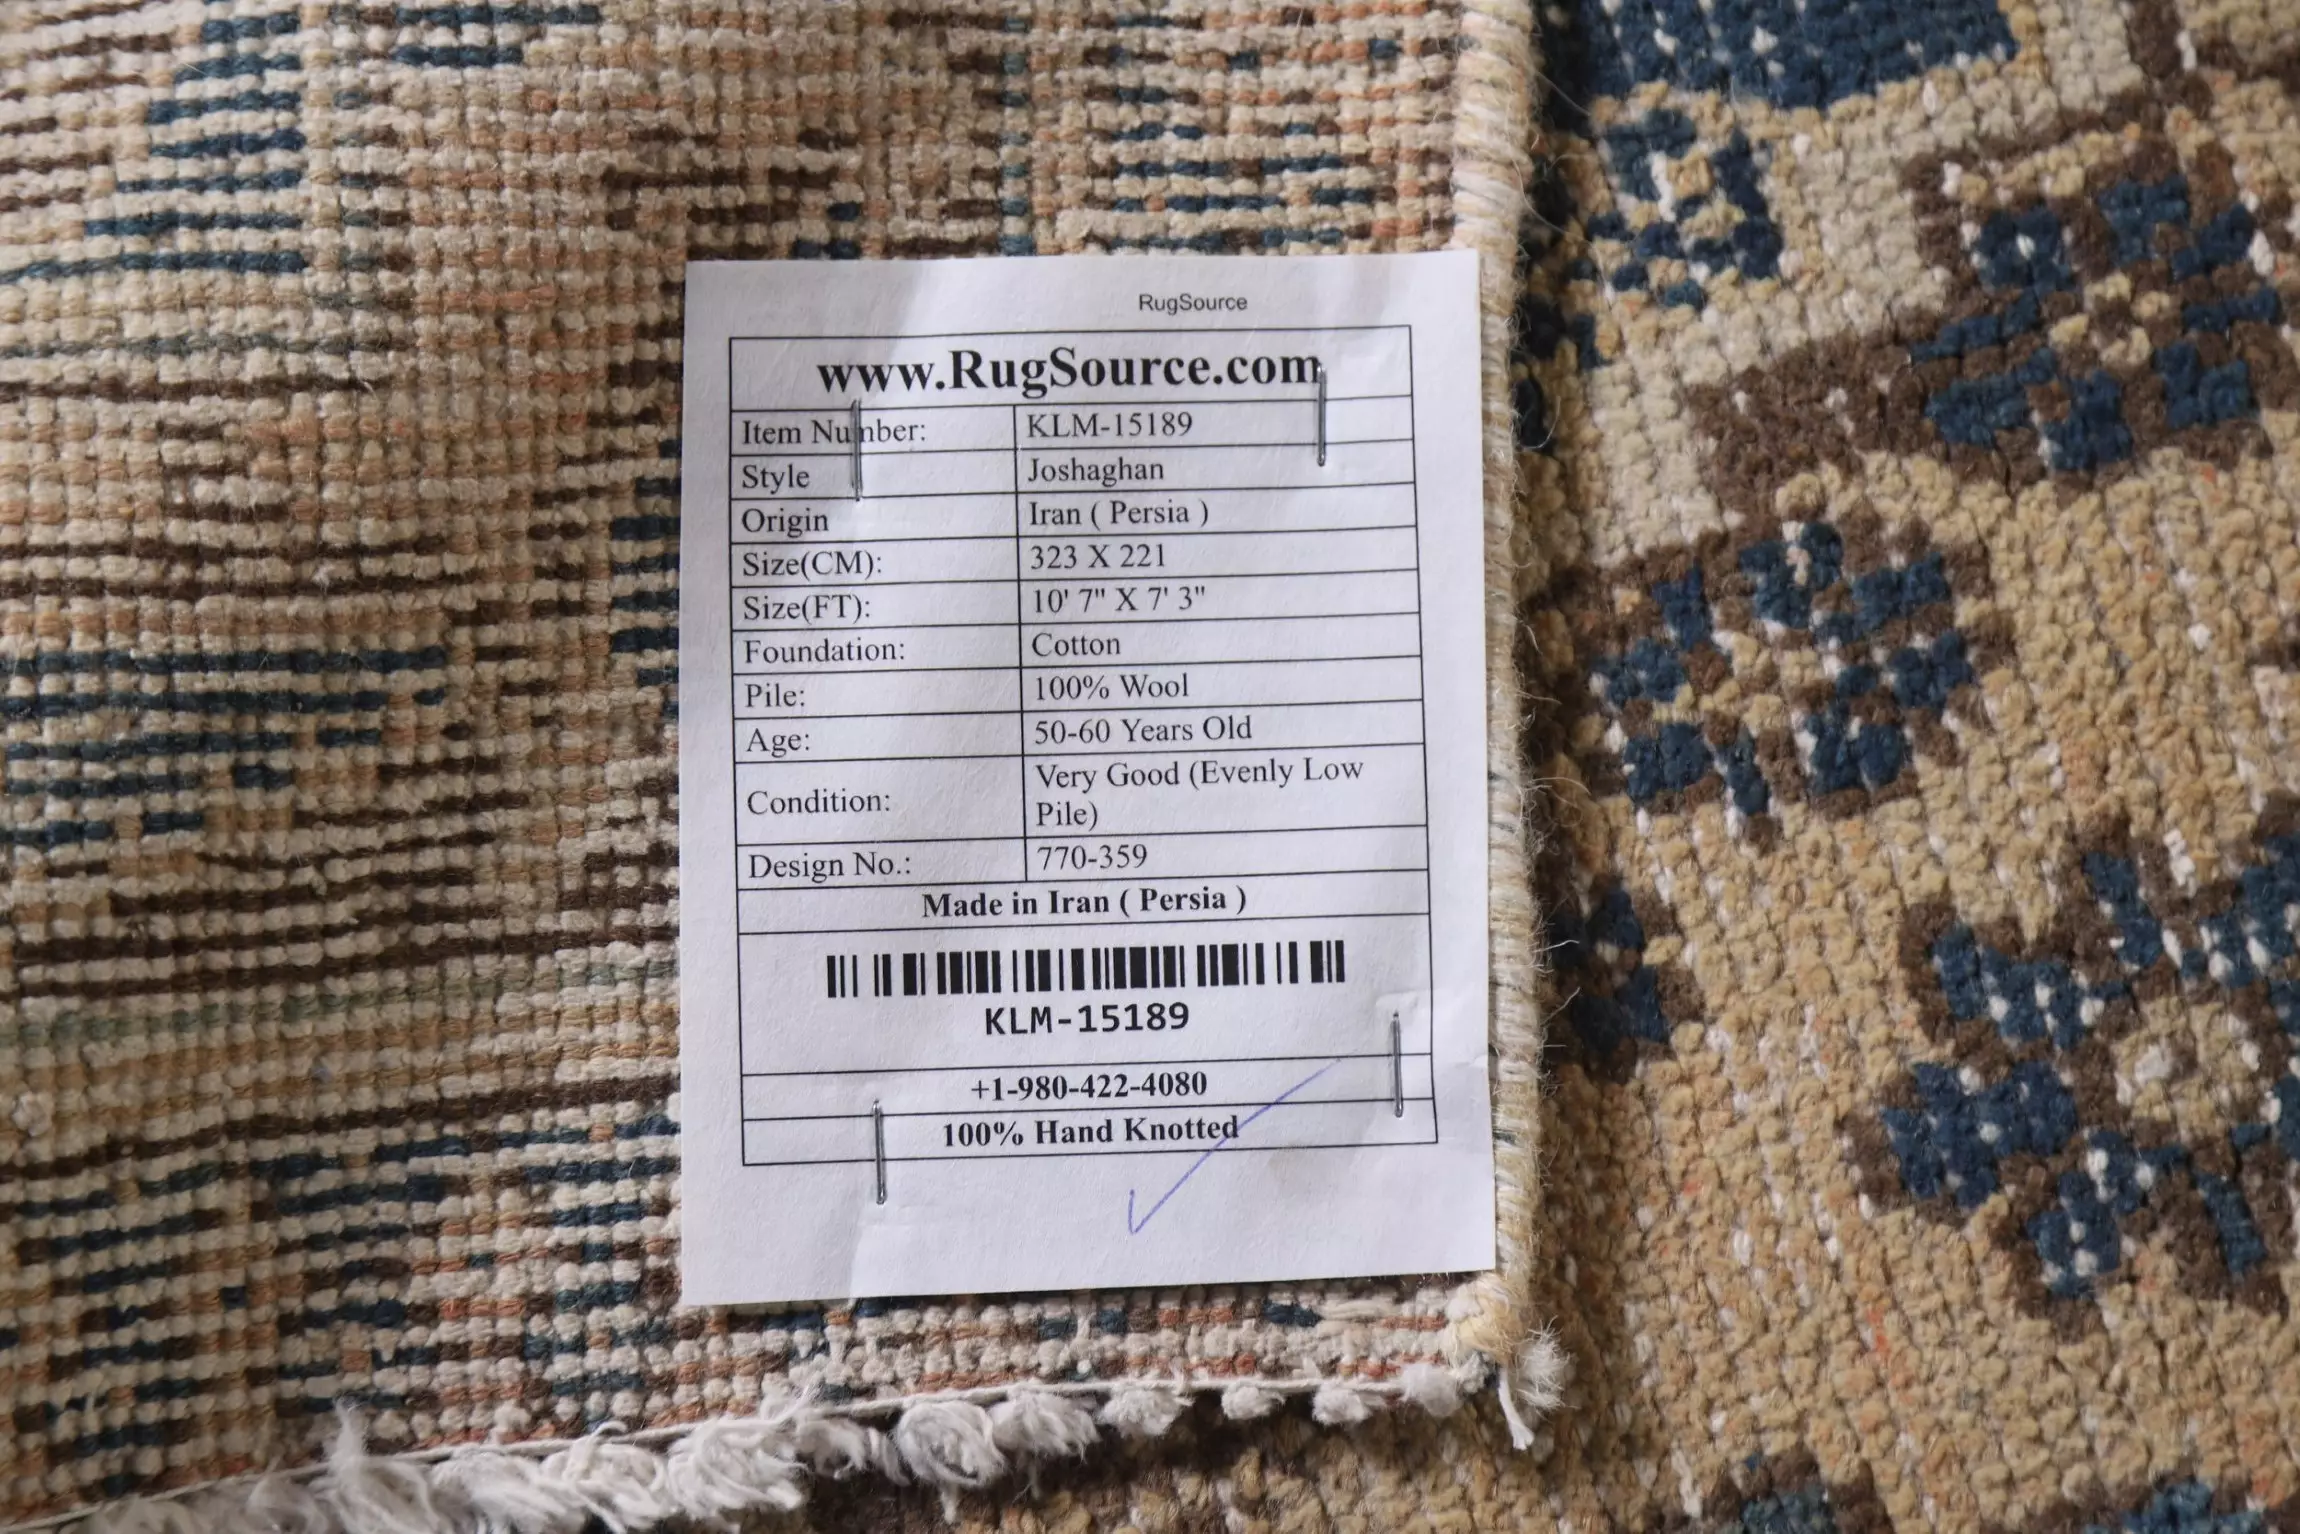 RugSource
www.RugSource.com
Item Number: KLM-15189
Style Joshaghan
Origin Iran ( Persia )
Size(CM): 323 X 221
Size(FT): 10' 7" X 7' 3"
Foundation: Cotton
Pile: 100% Wool
Age: 50-60 Years Old
Condition: Very Good (Evenly Low
Pile)
Design No.: 770-359
Made in Iran ( Persia )
KLM-15189
+1-980-422-4080
100% Hand Knotted